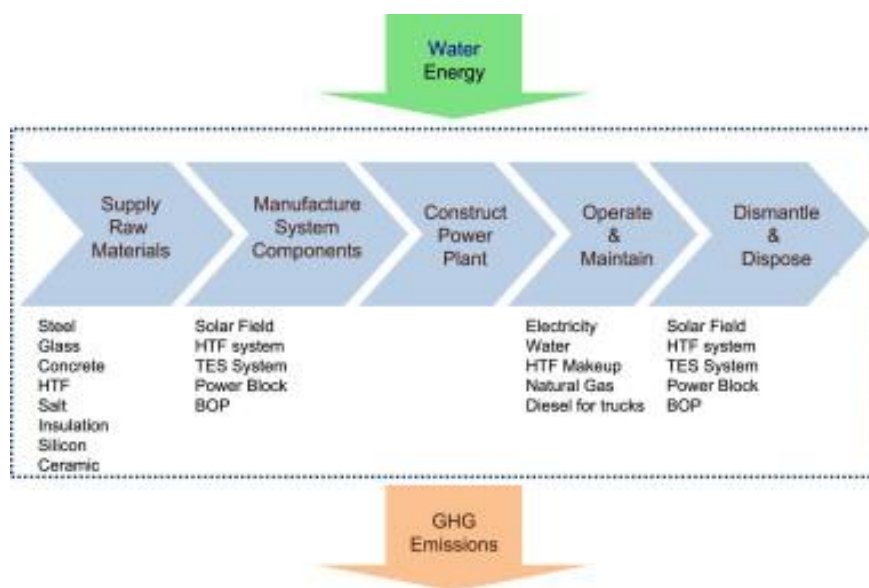 Water
Energy
Supply
Raw
Materials
Manufacture
System
Components
Construct
Power
Plant
Operate
&
Maintain
Dismantle
&
Dispose
Steel
Glass
Concrete
HTF
Salt
Insulation
Silicon
Ceramic
Solar Field
HTF system
TES System
Power Block
BOP
Electricity
Water
HTF Makeup
Natural Gas
Diesel for trucks
Solar Field
HTF system
TES System
Power Block
BOP
GHG
Emissions